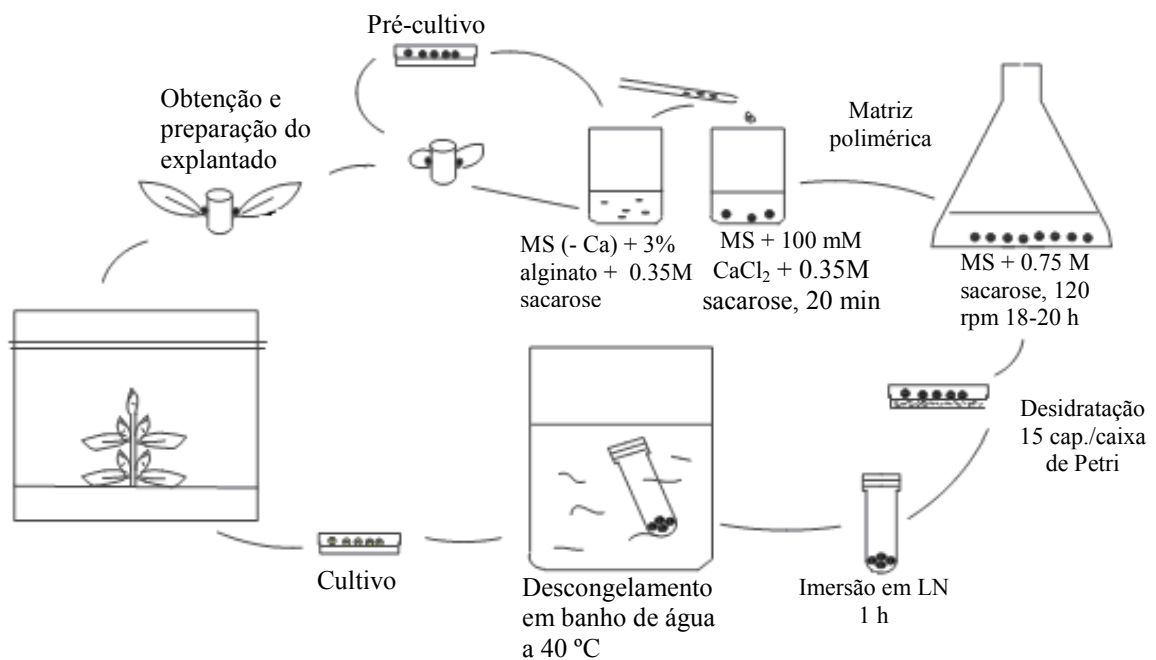 Pré-cultivo
Obtenção e
preparação do
explantado
MS (- Ca) + 3%
alginato + 0.35M
sacarose
MS + 100 mM
CaCl₂ + 0.35M
sacarose, 20 min
Matriz
polimérica
MS + 0.75 M
sacarose, 120
rpm 18-20 h
Desidratação
15 cap./caixa
de Petri
Imersão em LN
1 h
Descongelamento
em banho de água
a 40 ºC
Cultivo